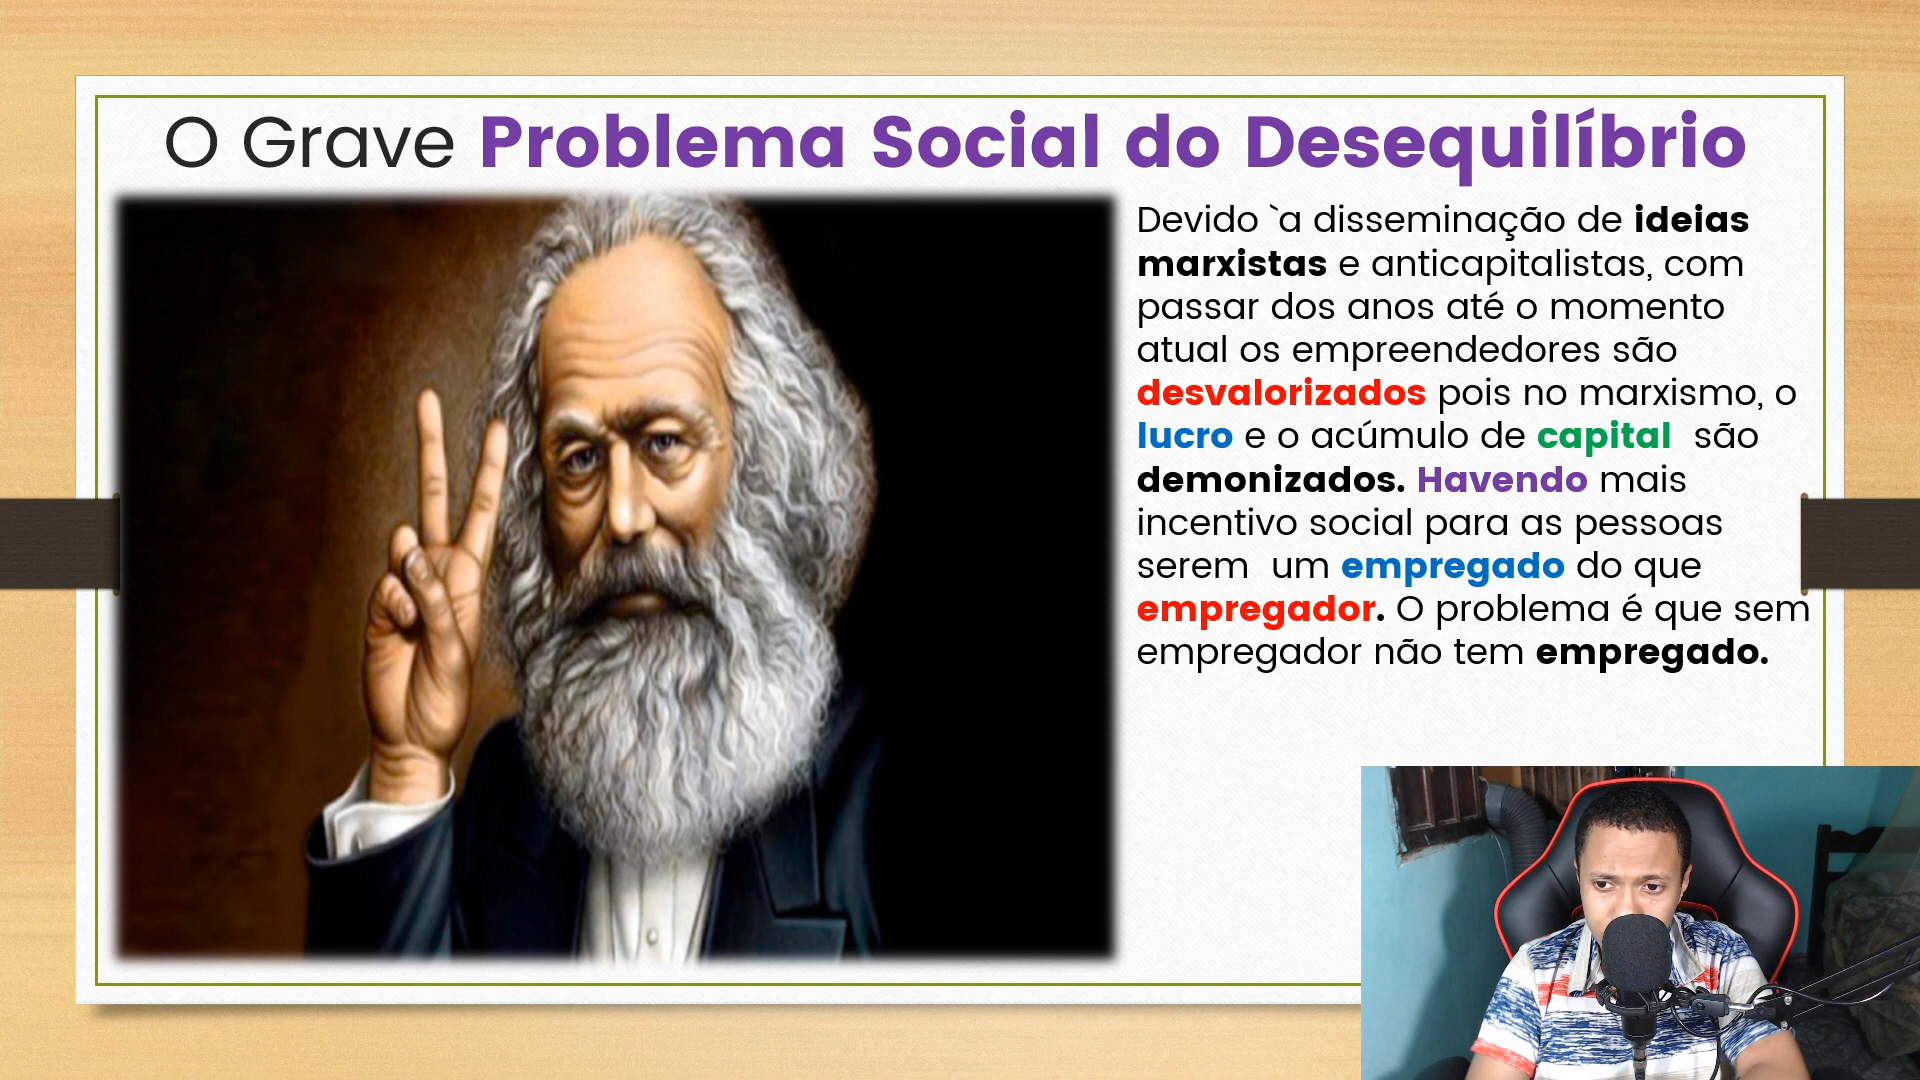 O Grave Problema Social do Desequilíbrio
Devido `a disseminação de ideias
marxistas e anticapitalistas, com
passar dos anos até o momento
atual os empreendedores são
desvalorizados pois no marxismo, o
lucro e o acúmulo de capital  são
demonizados. Havendo mais
incentivo social para as pessoas
serem  um empregado do que
empregador. O problema é que sem
empregador não tem empregado.